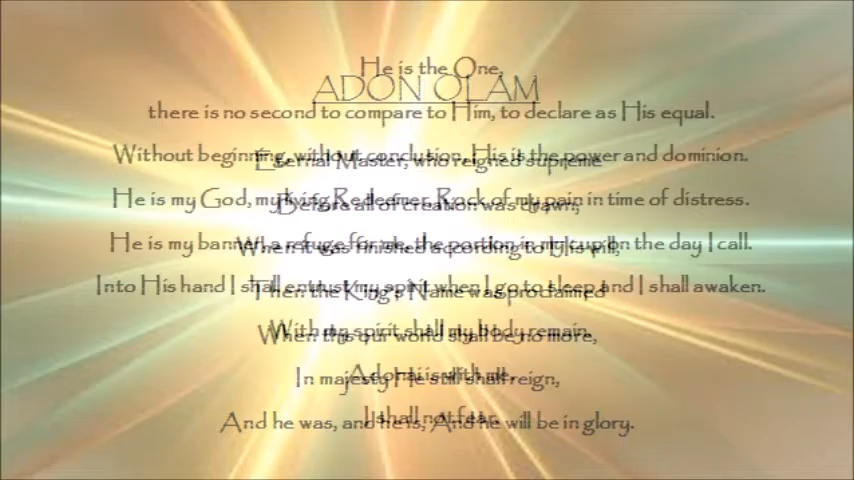 ADON OLAM
Eternal Master, who reigned supreme
Before all of creation was drawn;
When it was finished according to His will,
Then the King's Name was proclaimed
When this our world shall be no more,
In majesty He still shall reign,
And he was, and he is, And he will be in glory.
He is the One,
there is no second to compare to Him, to declare as His equal.
Without beginning, without conclusion, His is the power and dominion.
He is my God, my living Redeemer, Rock of my pain in time of distress.
He is my banner, a refuge for me, the portion in my cup on the day I call.
Into His hand I shall entrust my spirit when I go to sleep and I shall awaken.
With my spirit shall my body remain.
Adonai is with me,
I shall not fear.